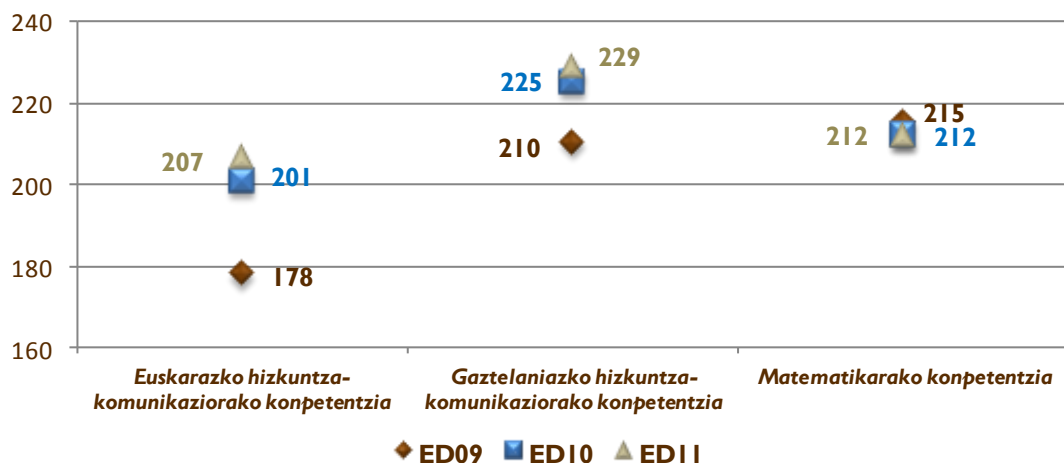 240
229
225
220
215
210
212
212
207
201
200
180
178
160
Euskarazko hizkuntza-
komunikaziorako konpetentzia
Gaztelaniazko hizkuntza-
komunikaziorako konpetentzia
Matematikarako konpetentzia
ED09 ED10 ED11